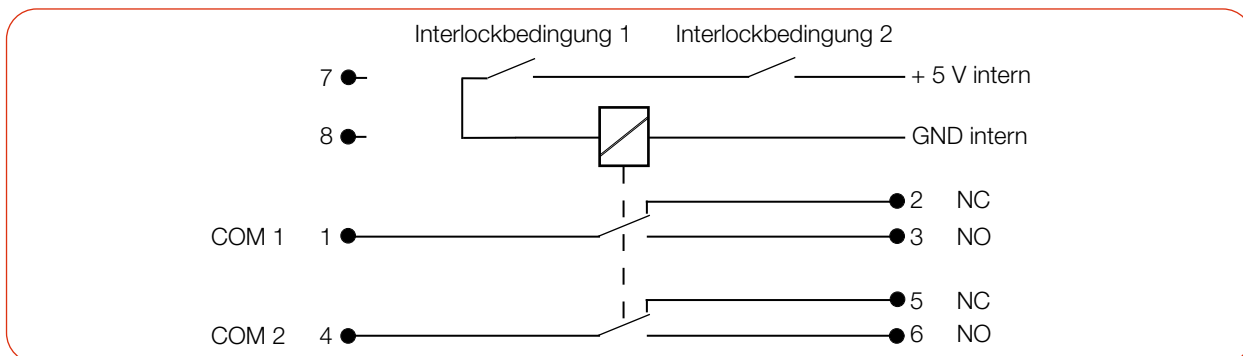 Interlockbedingung 1 Interlockbedingung 2
7 + 5 V intern
8 GND intern
2 NC
COM 1 1 3 NO
5 NC
COM 2 4 6 NO